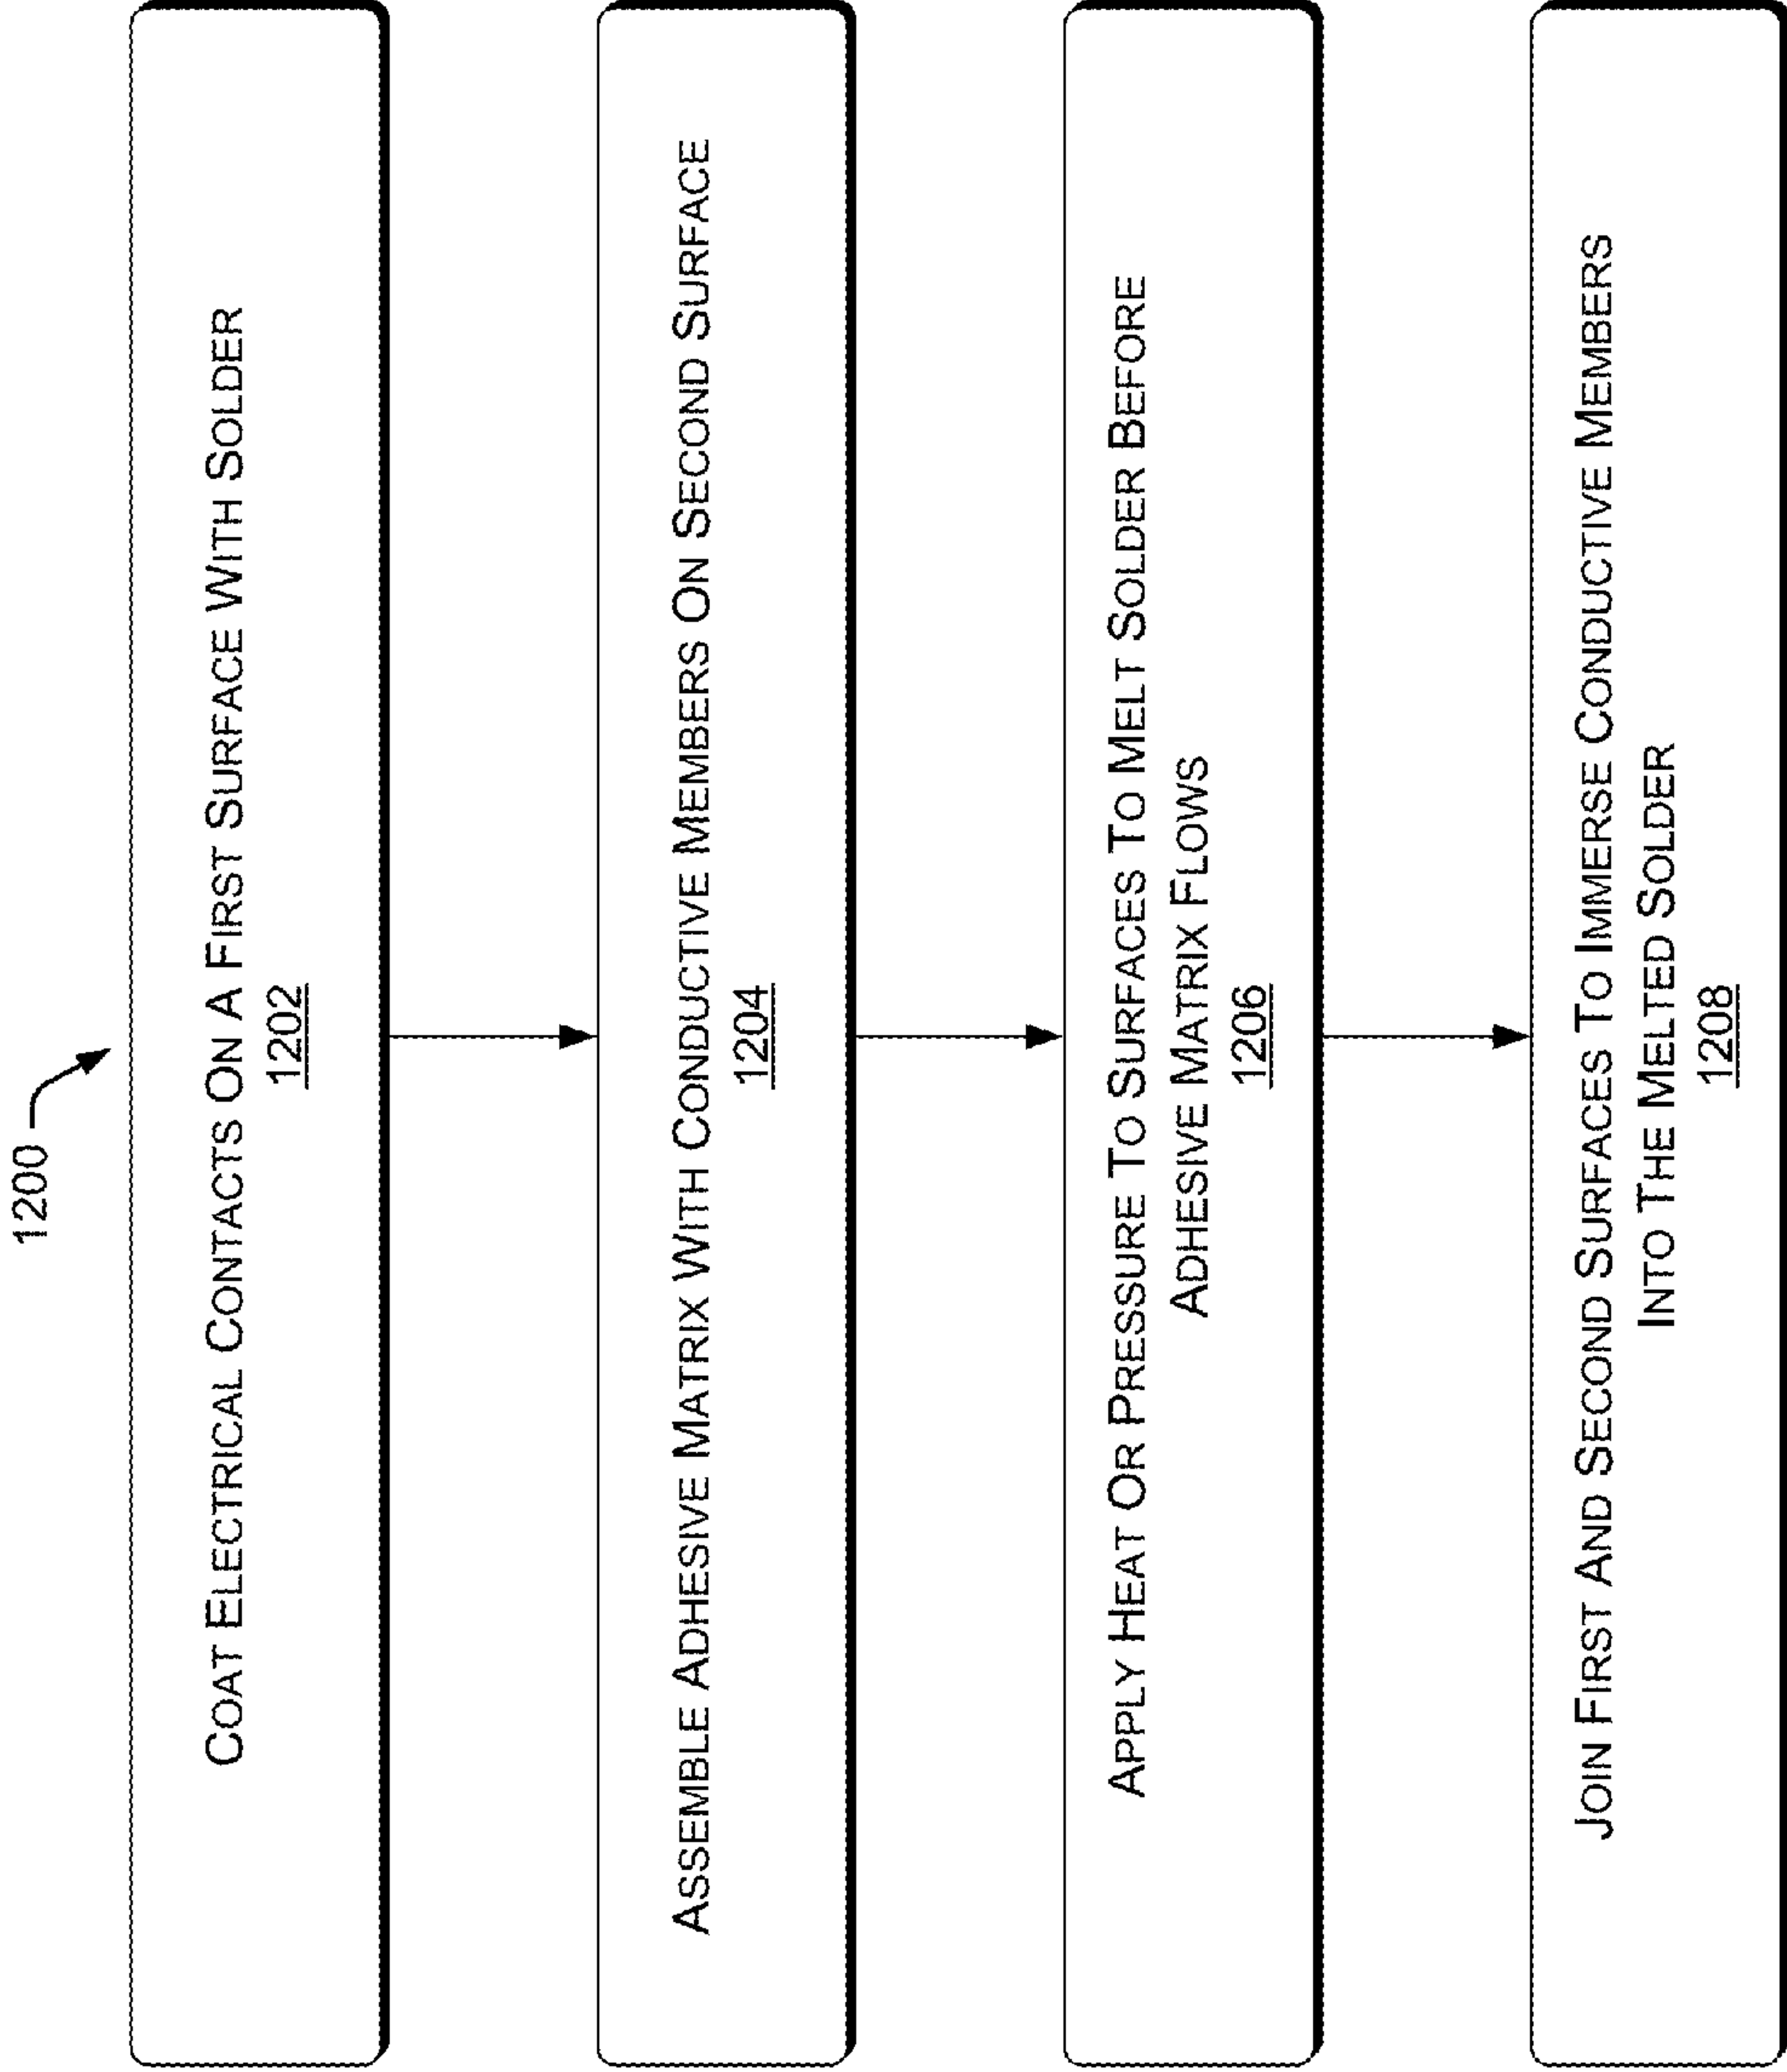 1200
COAT ELECTRICAL CONTACTS ON A FIRST SURFACE WITH SOLDER
1202
ASSEMBLE ADHESIVE MATRIX WITH CONDUCTIVE MEMBERS ON SECOND SURFACE
1204
APPLY HEAT OR PRESSURE TO SURFACES TO MELT SOLDER BEFORE
ADHESIVE MATRIX FLOWS
1206
JOIN FIRST AND SECOND SURFACES TO IMMERSE CONDUCTIVE MEMBERS
INTO THE MELTED SOLDER
1208